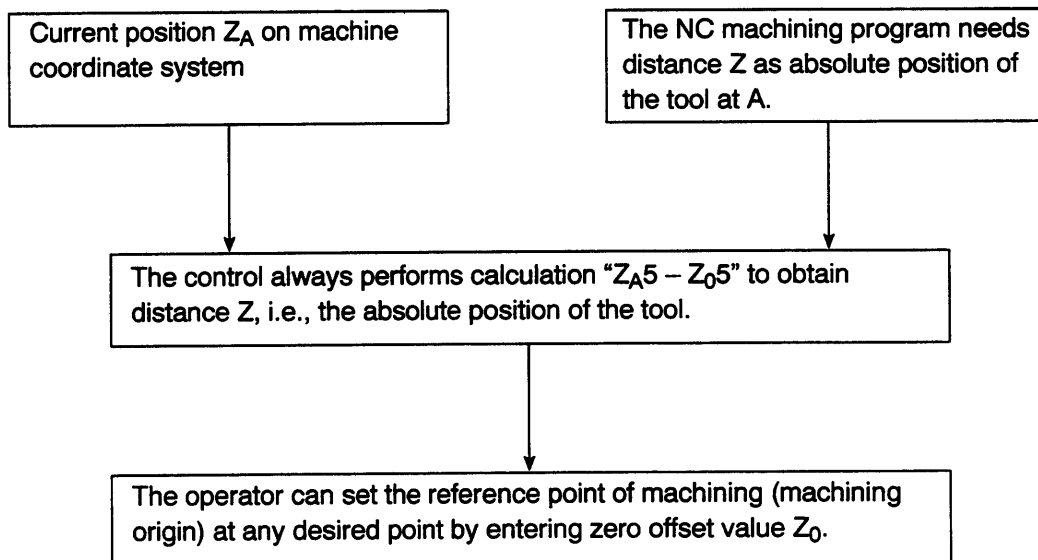 Current position Z_A on machine
coordinate system
The NC machining program needs
distance Z as absolute position of
the tool at A.
The control always performs calculation “Z_A5 – Z_05” to obtain
distance Z, i.e., the absolute position of the tool.
The operator can set the reference point of machining (machining
origin) at any desired point by entering zero offset value Z_0.